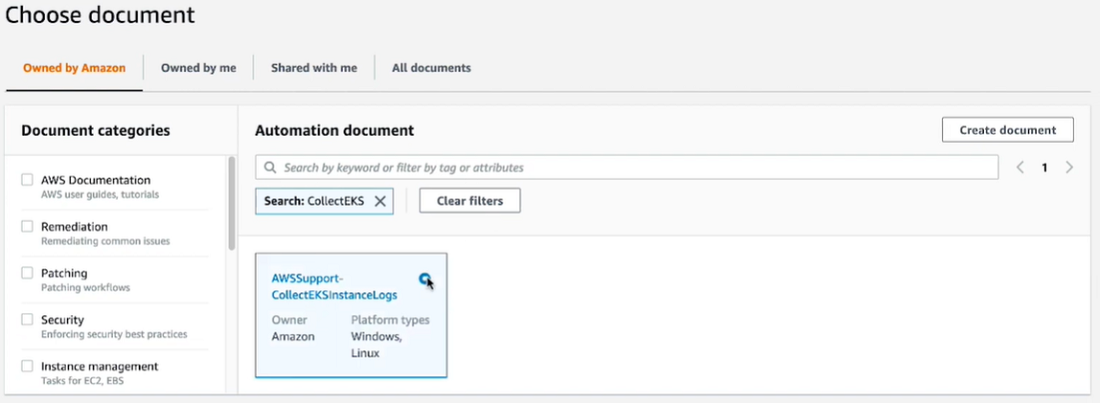 Choose document
Owned by Amazon
Owned by me
Shared with me
All documents
Document categories
AWS Documentation
AWS user guides, tutorials
Remediation
Remediating common issues
Patching
Patching workflows
Security
Enforcing security best practices
Instance management
Tasks for EC2, EBS
Automation document
Create document
Search by keyword or filter by tag or attributes
1
Search: CollectEKS
Clear filters
AWSSupport-
CollectEKSInstanceLogs
Owner
Amazon
Platform types
Windows,
Linux